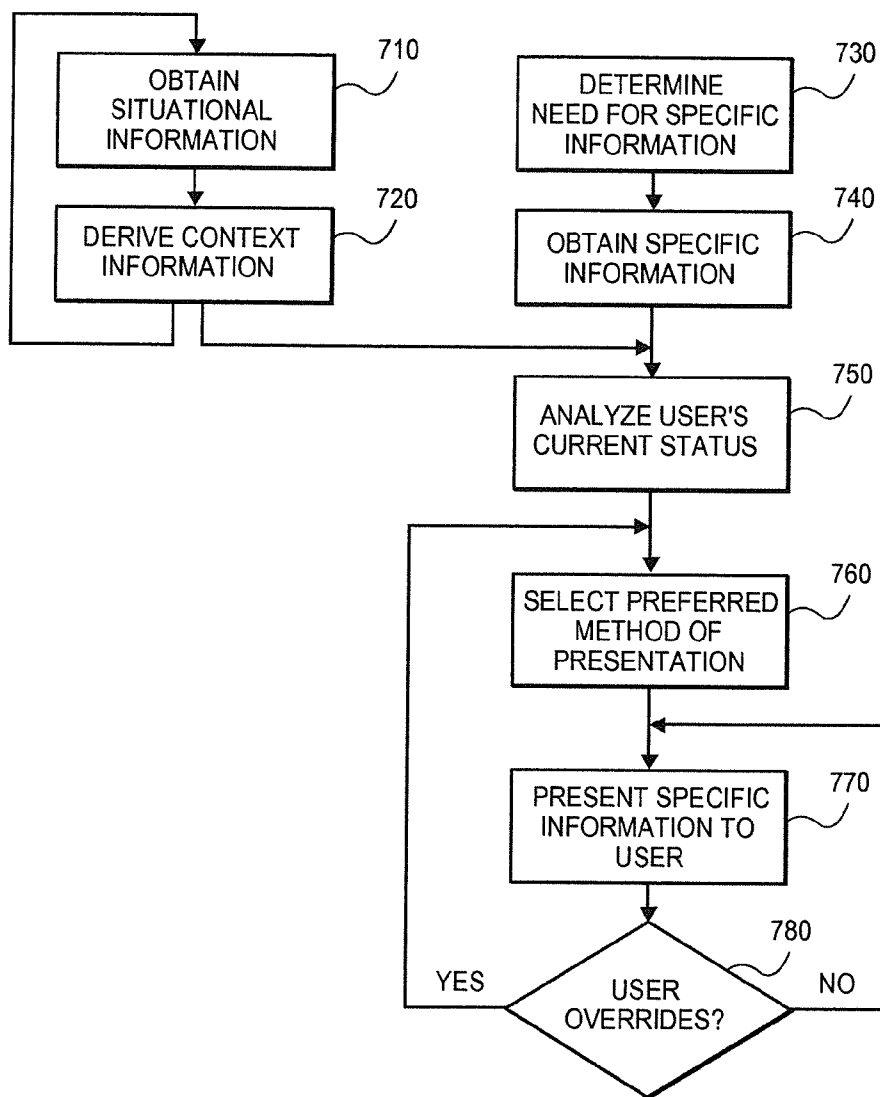 710
OBTAIN
SITUATIONAL
INFORMATION
720
DERIVE CONTEXT
INFORMATION
730
DETERMINE
NEED FOR SPECIFIC
INFORMATION
740
OBTAIN SPECIFIC
INFORMATION
750
ANALYZE USER'S
CURRENT STATUS
760
SELECT PREFERRED
METHOD OF
PRESENTATION
770
PRESENT SPECIFIC
INFORMATION TO
USER
780
YES
USER
OVERRIDES?
NO